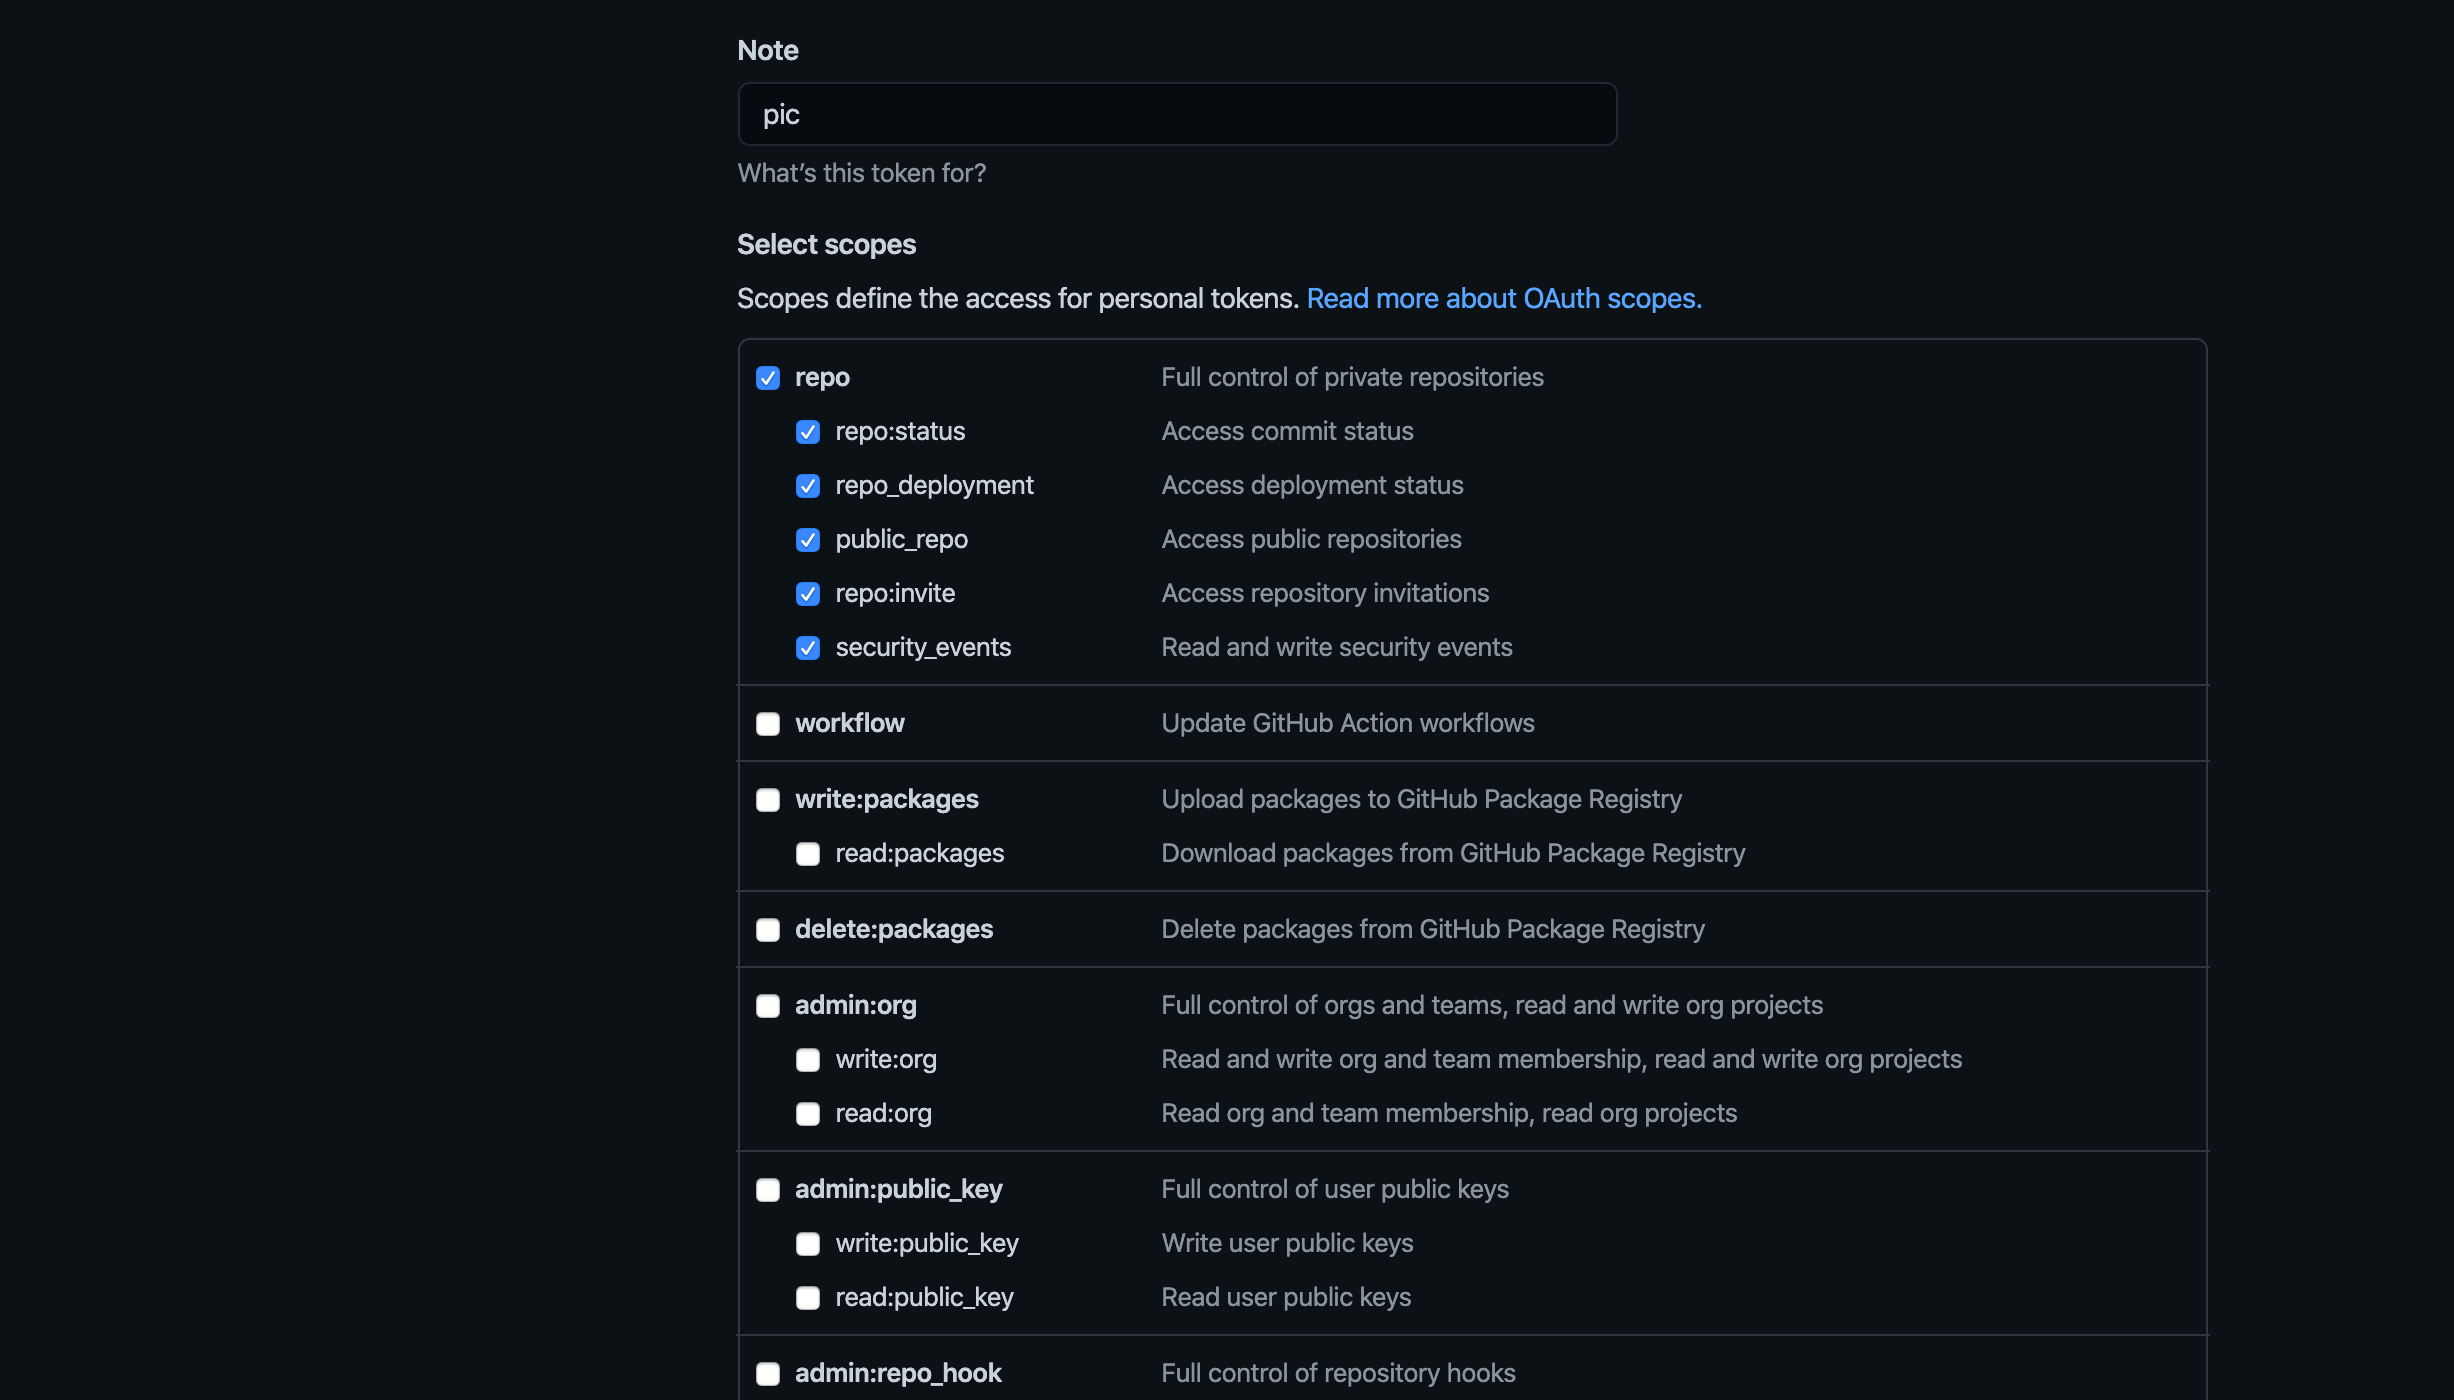 Note
pic
What's this token for?
Select scopes
Scopes define the access for personal tokens. Read more about OAuth scopes.
repo Full control of private repositories
repo:status Access commit status
repo_deployment Access deployment status
public_repo Access public repositories
repo:invite Access repository invitations
security_events Read and write security events
workflow Update GitHub Action workflows
write:packages Upload packages to GitHub Package Registry
read:packages Download packages from GitHub Package Registry
delete:packages Delete packages from GitHub Package Registry
admin:org Full control of orgs and teams, read and write org projects
write:org Read and write org and team membership, read and write org projects
read:org Read org and team membership, read org projects
admin:public_key Full control of user public keys
write:public_key Write user public keys
read:public_key Read user public keys
admin:repo_hook Full control of repository hooks